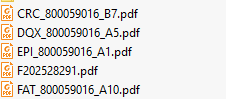 CRC_800059016_B7.pdf
DQX_800059016_A5.pdf
EPI_800059016_A1.pdf
F202528291.pdf
FAT_800059016_A10.pdf